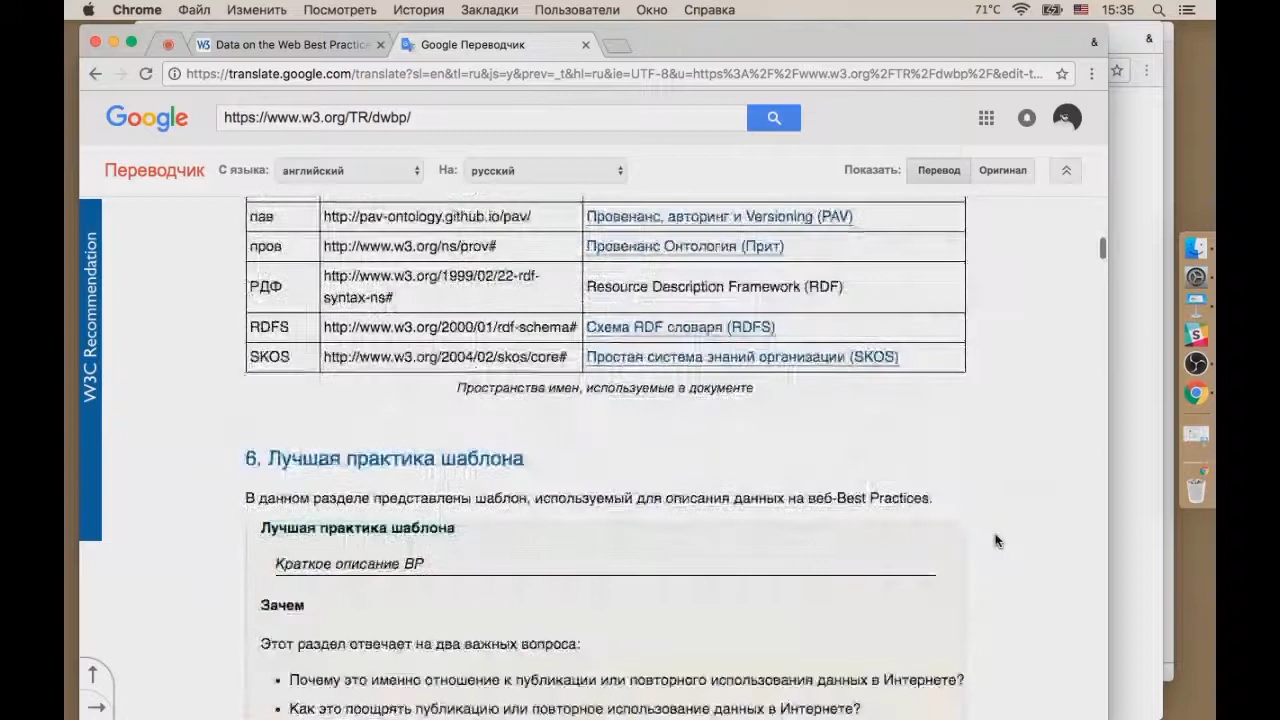 Chrome Файл Изменить Посмотреть История Закладки Пользователи Окно Справка 71°C 15:35
Data on the Web Best Practice Google Переводчик
https://translate.google.com/translate?sl=en&tl=ru&js=y&prev=_t&hl=ru&ie=UTF-8&u=https%3A%2F%2Fwww.w3.org%2FTR%2Fdwbp%2F&edit-t...
Google https://www.w3.org/TR/dwbp/
Переводчик С языка: английский На: русский Показать: Перевод Оригинал
W3C Recommendation
пав http://pav-ontology.github.io/pav/ Провенанс, авторинг и Versioning (PAV)
пров http://www.w3.org/ns/prov# Провенанс Онтология (Прит)
РДФ http://www.w3.org/1999/02/22-rdf-syntax-ns# Resource Description Framework (RDF)
RDFS http://www.w3.org/2000/01/rdf-schema# Схема RDF словаря (RDFS)
SKOS http://www.w3.org/2004/02/skos/core# Простая система знаний организации (SKOS)
Пространства имен, используемые в документе
6. Лучшая практика шаблона
В данном разделе представлены шаблон, используемый для описания данных на веб-Best Practices.
Лучшая практика шаблона
Краткое описание BP
Зачем
Этот раздел отвечает на два важных вопроса:
• Почему это именно отношение к публикации или повторного использования данных в Интернете?
• Как это поощрять публикацию или повторное использование данных в Интернете?